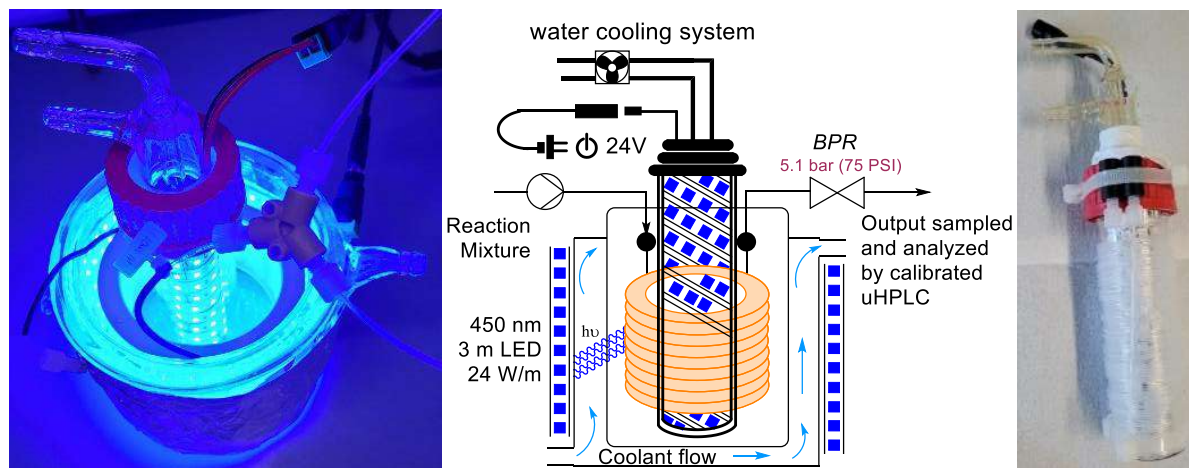 water cooling system
24V
BPR
5.1 bar (75 PSI)
Reaction
Mixture
Output sampled
and analyzed
by calibrated
uHPLC
450 nm
3 m LED
24 W/m
hυ
Coolant flow